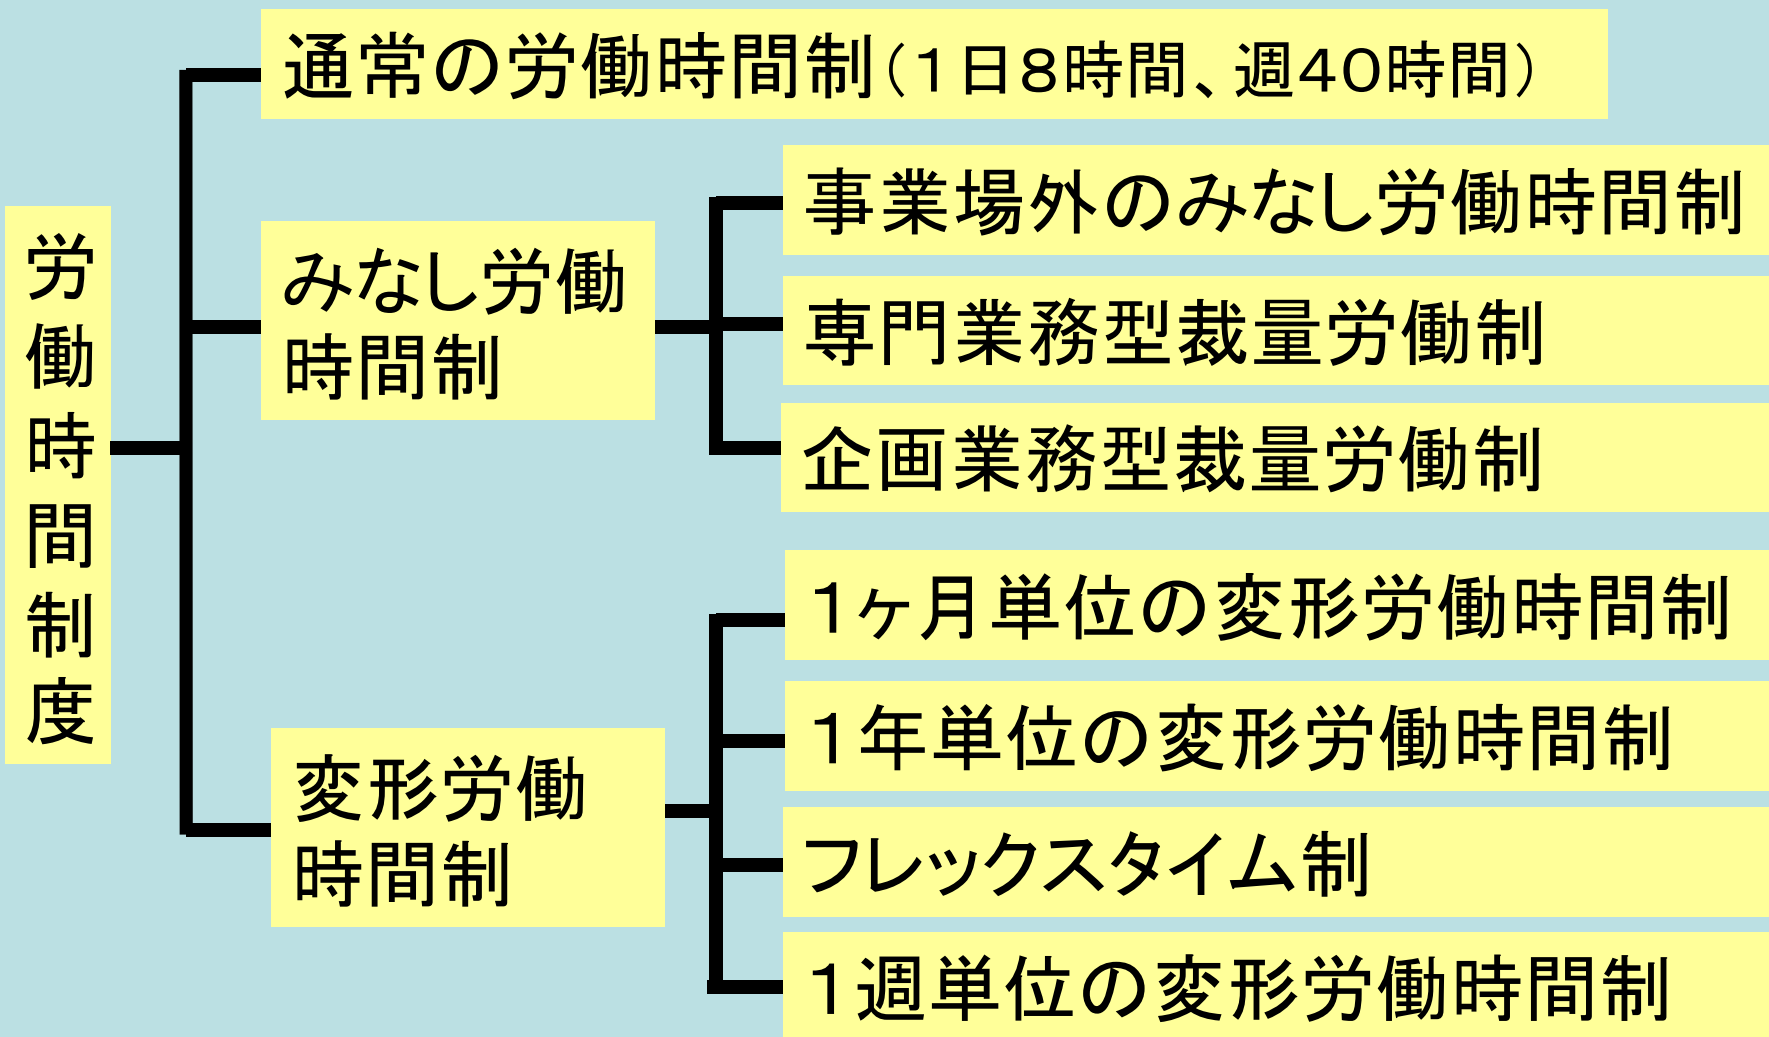 労働時間制度
通常の労働時間制（１日８時間、週４０時間）
みなし労働
時間制
事業場外のみなし労働時間制
専門業務型裁量労働制
企画業務型裁量労働制
変形労働
時間制
１ヶ月単位の変形労働時間制
１年単位の変形労働時間制
フレックスタイム制
１週単位の変形労働時間制